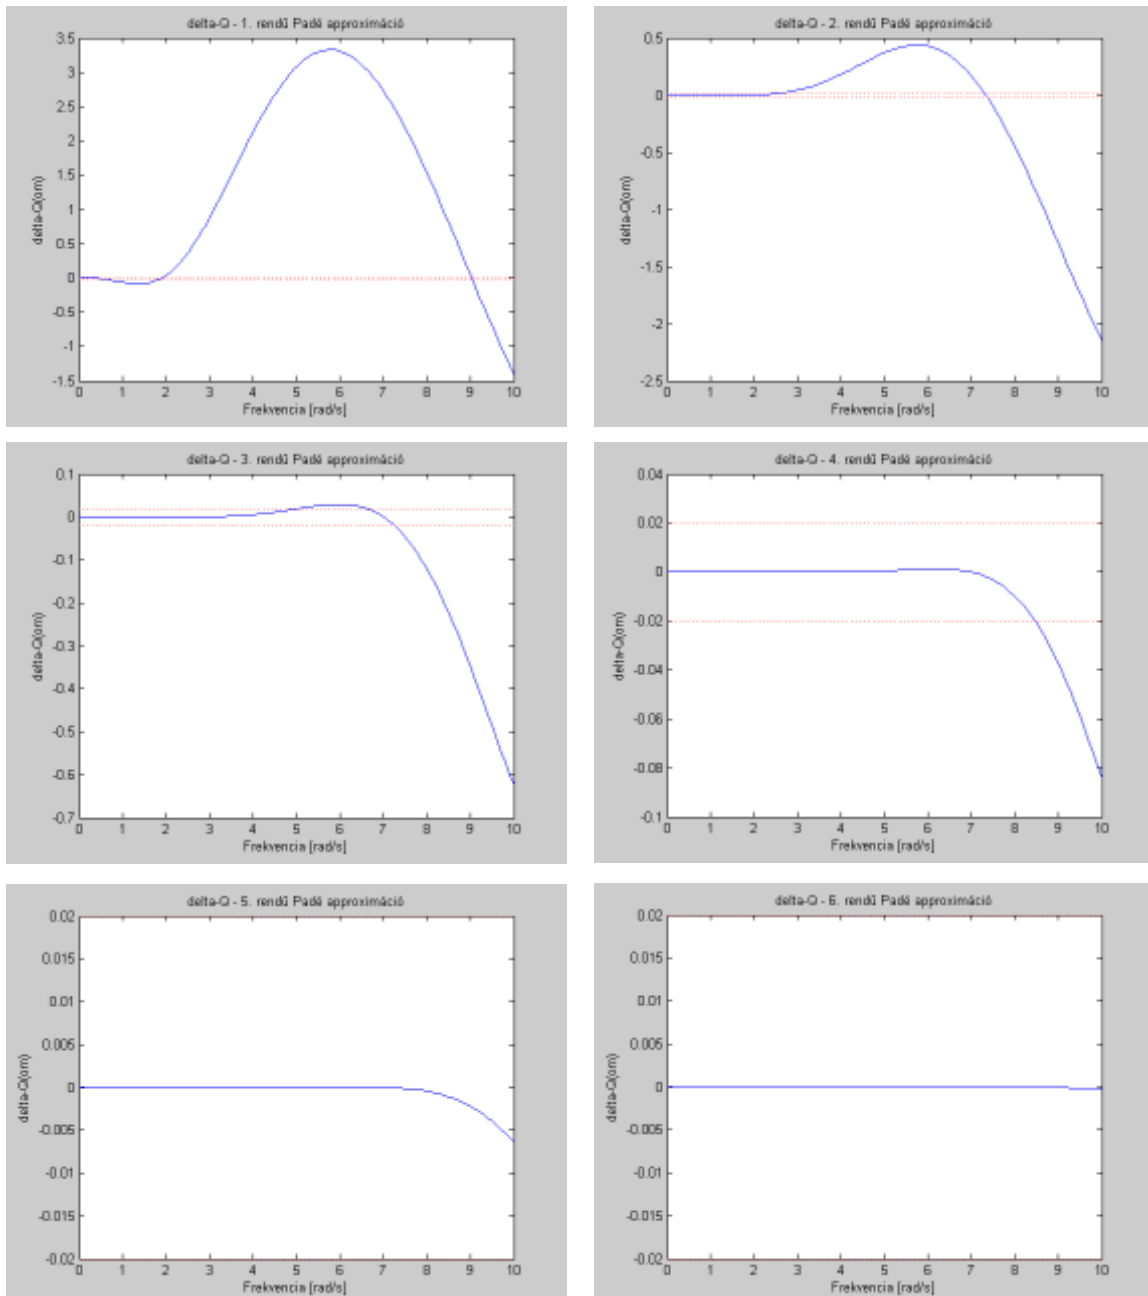 delta-Q - 1. rendű Padé approximáció
3.5
3
2.5
2
1.5
1
0.5
0
-0.5
-1
-1.5
delta-Q(om)
0 1 2 3 4 5 6 7 8 9 10
Frekvencia [rad/s]
delta-Q - 2. rendű Padé approximáció
0.5
0
-0.5
-1
-1.5
-2
-2.5
delta-Q(om)
0 1 2 3 4 5 6 7 8 9 10
Frekvencia [rad/s]
delta-Q - 3. rendű Padé approximáció
0.1
0
-0.1
-0.2
-0.3
-0.4
-0.5
-0.6
-0.7
delta-Q(om)
0 1 2 3 4 5 6 7 8 9 10
Frekvencia [rad/s]
delta-Q - 4. rendű Padé approximáció
0.04
0.02
0
-0.02
-0.04
-0.06
-0.08
-0.1
delta-Q(om)
0 1 2 3 4 5 6 7 8 9 10
Frekvencia [rad/s]
delta-Q - 5. rendű Padé approximáció
0.02
0.015
0.01
0.005
0
-0.005
-0.01
-0.015
-0.02
delta-Q(om)
0 1 2 3 4 5 6 7 8 9 10
Frekvencia [rad/s]
delta-Q - 6. rendű Padé approximáció
0.02
0.015
0.01
0.005
0
-0.005
-0.01
-0.015
-0.02
delta-Q(om)
0 1 2 3 4 5 6 7 8 9 10
Frekvencia [rad/s]